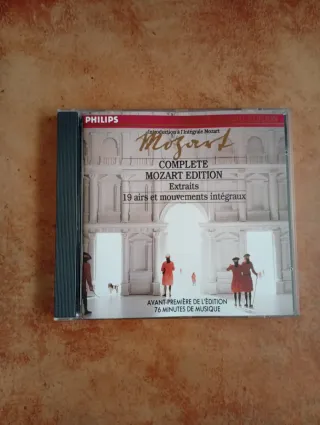 PHILIPS
Introduction à l'Intégrale Mozart
Mozart
COMPLETE
MOZART EDITION
Extraits
19 airs et mouvements intégraux
AVANT-PREMIÈRE DE L'ÉDITION
76 MINUTES DE MUSIQUE